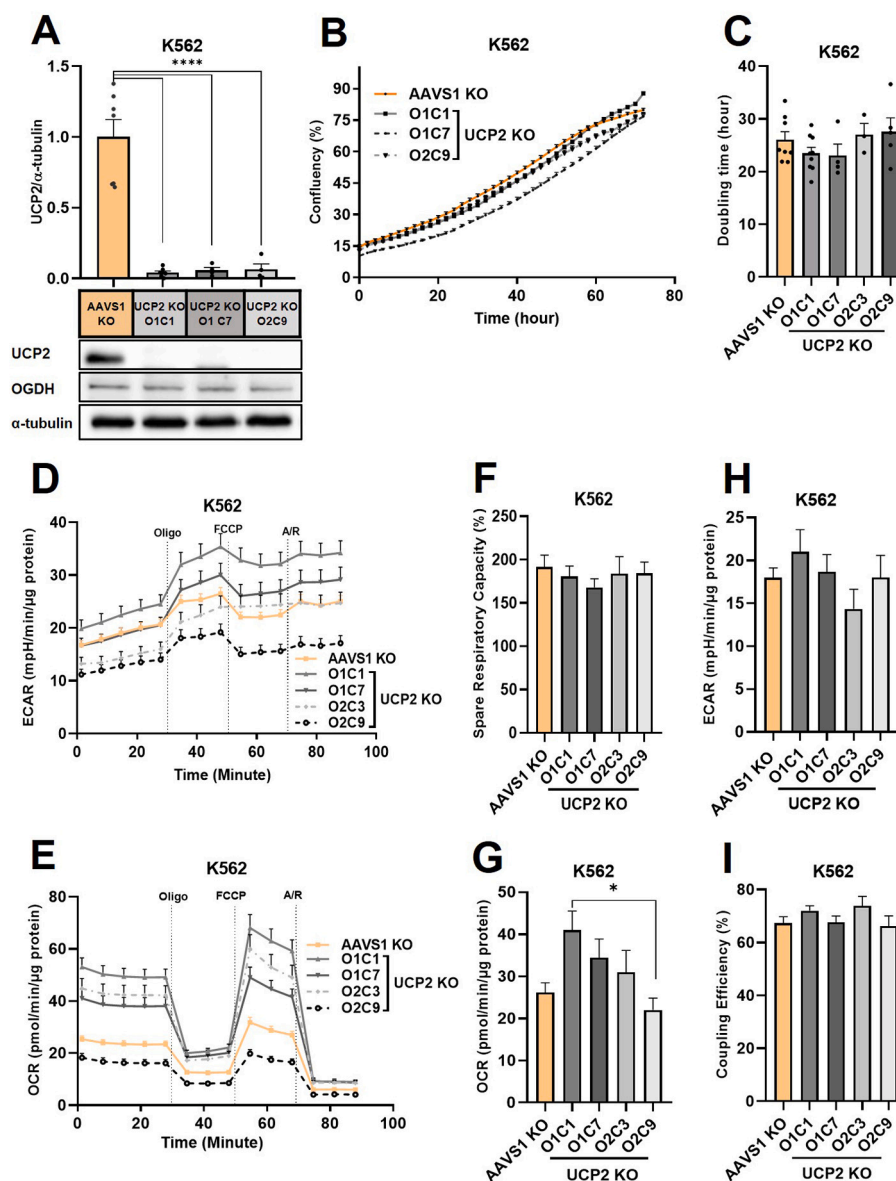 A
K562
****
UCP2/α-tubulin
1.5
1.0
0.5
0.0
AAVS1 KO
UCP2 KO O1C1
UCP2 KO O1 C7
UCP2 KO O2C9
UCP2
OGDH
α-tubulin
B
K562
Confluency (%)
90
75
60
45
30
15
0
0
20
40
60
80
Time (hour)
AAVS1 KO
O1C1
O1C7
O2C9
UCP2 KO
C
K562
Doubling time (hour)
40
30
20
10
0
AAVS1 KO
O1C1
O1C7
O2C3
O2C9
UCP2 KO
D
K562
ECAR (mpH/min/µg protein)
40
30
20
10
0
0
20
40
60
80
100
Time (Minute)
Oligo
FCCP
A/R
AAVS1 KO
O1C1
O1C7
O2C3
O2C9
UCP2 KO
F
K562
Spare Respiratory Capacity (%)
250
200
150
100
50
0
AAVS1 KO
O1C1
O1C7
O2C3
O2C9
UCP2 KO
H
K562
ECAR (mpH/min/µg protein)
25
20
15
10
5
0
AAVS1 KO
O1C1
O1C7
O2C3
O2C9
UCP2 KO
E
K562
OCR (pmol/min/µg protein)
80
60
40
20
0
0
20
40
60
80
100
Time (Minute)
Oligo
FCCP
A/R
AAVS1 KO
O1C1
O1C7
O2C3
O2C9
UCP2 KO
G
K562
*
OCR (pmol/min/µg protein)
50
40
30
20
10
0
AAVS1 KO
O1C1
O1C7
O2C3
O2C9
UCP2 KO
I
K562
Coupling Efficiency (%)
100
80
60
40
20
0
AAVS1 KO
O1C1
O1C7
O2C3
O2C9
UCP2 KO